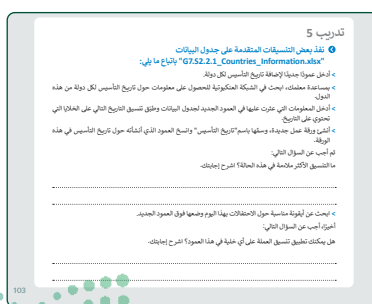 تدريب 5
نفذ بعض التنسيقات المتقدمة على جدول البيانات
"G7.S2.2.1_Countries_Information.xlsx" باتباع ما يلي:
> أدخل عمودًا جديدًا لإضافة تاريخ التأسيس لكل دولة.
> بمساعدة معلمك، ابحث في الشبكة العنكبوتية للحصول على معلومات حول تاريخ التأسيس لكل دولة من هذه
الدول.
> أدخل المعلومات التي عثرت عليها في العمود الجديد لجدول البيانات وطبّق تنسيق التاريخ التالي على الخلايا التي
تحتوي على التاريخ.
> أنشئ ورقة عمل جديدة، وسمّها باسم "تاريخ التأسيس" وانسخ العمود الذي أنشأته حول تاريخ التأسيس في هذه
الورقة.
ثم أجب عن السؤال التالي:
ما التنسيق الأكثر ملاءمة في هذه الحالة؟ اشرح إجابتك.
> ابحث عن أيقونة مناسبة حول الاحتفالات بهذا اليوم وضعها فوق العمود الجديد.
أخيرًا، أجب عن السؤال التالي:
هل يمكنك تطبيق تنسيق العملة على أي خلية في هذا العمود؟ اشرح إجابتك.
103